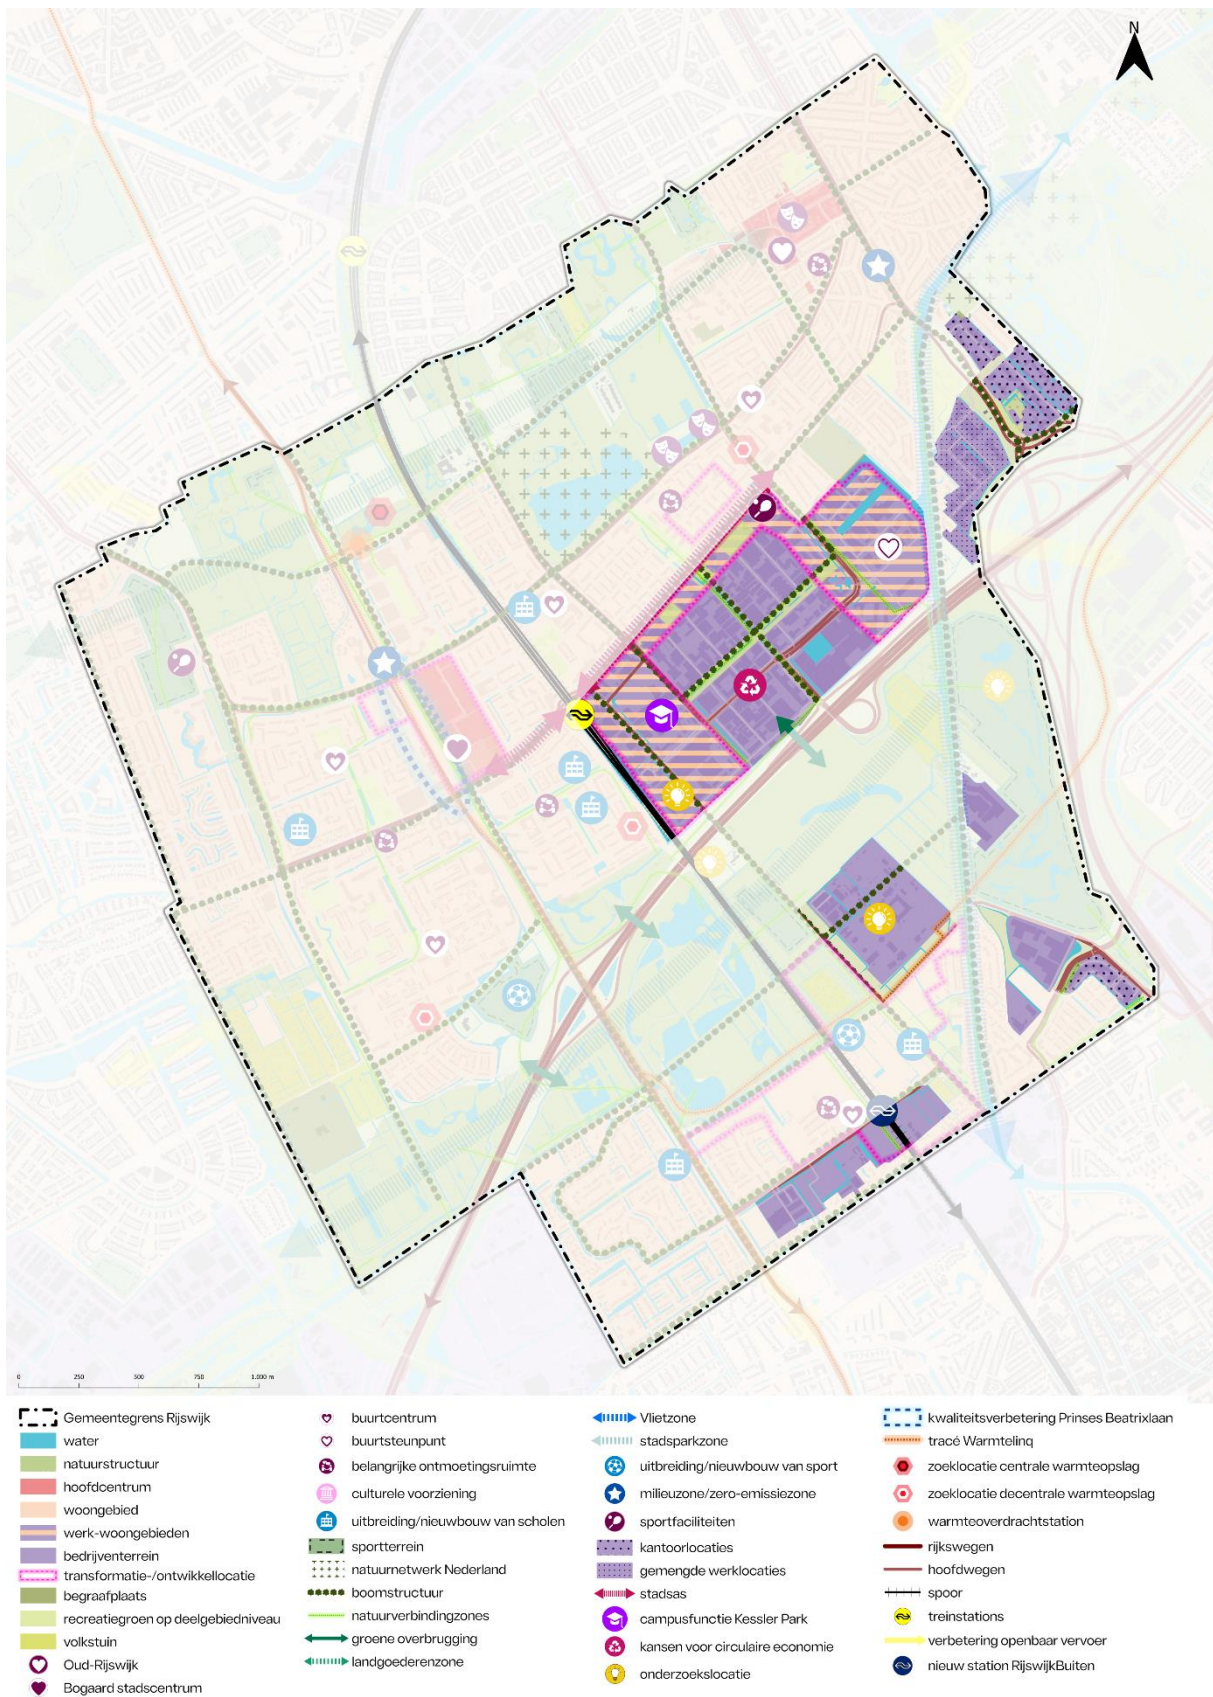 N
0 250 500 750 1.000 m
Gemeentegrens Rijswijk
water
natuurstructuur
hoofdcentrum
woongebied
werk-woongebieden
bedrijventerrein
transformatie-/ontwikkellocatie
begraafplaats
recreatiegroen op deelgebiedniveau
volkstuin
Oud-Rijswijk
Bogaard stadscentrum
buurtcentrum
buurtsteunpunt
belangrijke ontmoetingsruimte
culturele voorziening
uitbreiding/nieuwbouw van scholen
sportterrein
natuurnetwerk Nederland
boomstructuur
natuurverbindingzones
groene overbrugging
landgoederenzone
Vlietzone
stadsparkzone
uitbreiding/nieuwbouw van sport
milieuzone/zero-emissiezone
sportfaciliteiten
kantoorlocaties
gemengde werklocaties
stadsas
campusfunctie Kessler Park
kansen voor circulaire economie
onderzoekslocatie
kwaliteitsverbetering Prinses Beatrixlaan
tracé Warmtelinq
zoeklocatie centrale warmteopslag
zoeklocatie decentrale warmteopslag
warmteoverdrachtstation
rijkswegen
hoofdwegen
spoor
treinstations
verbetering openbaar vervoer
nieuw station RijswijkBuiten